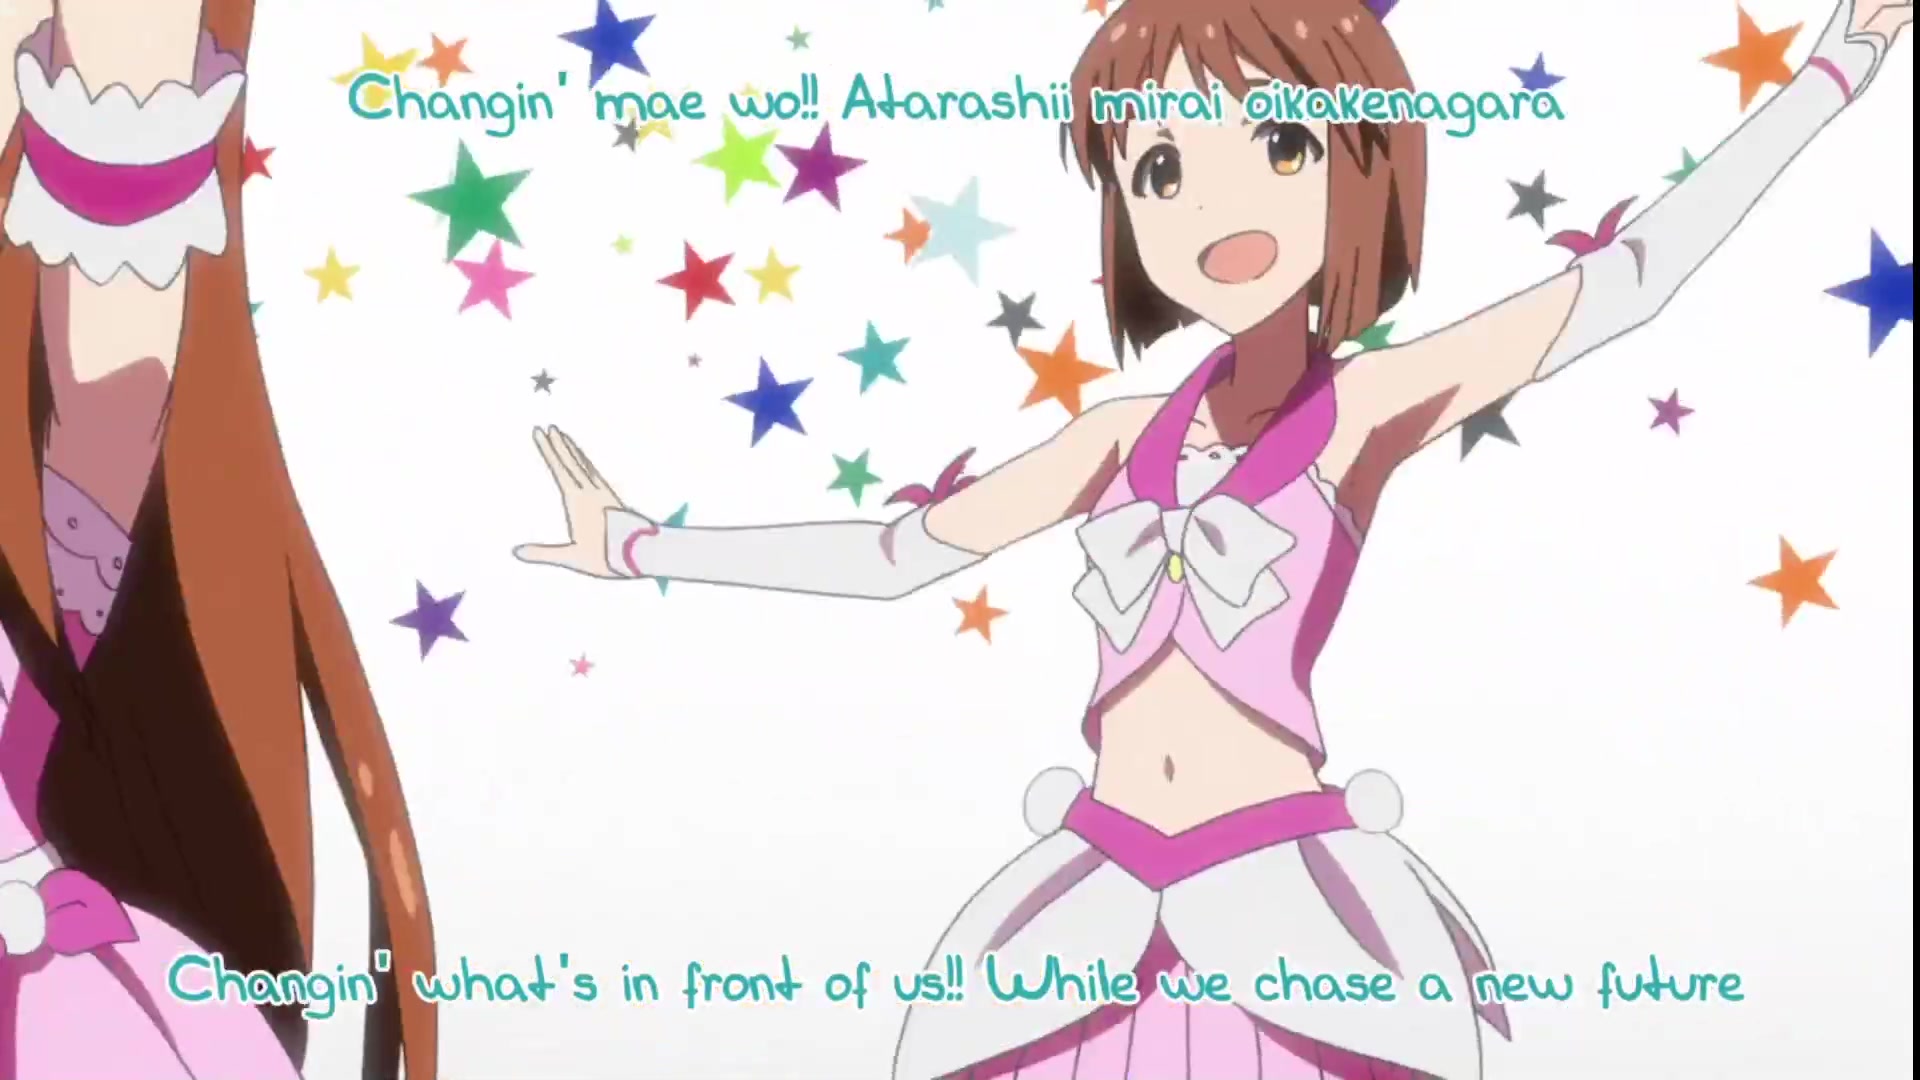 Changin' mae wo!! Atarashii mirai oikakenagara
Changin' what's in front of us!! While we chase a new future